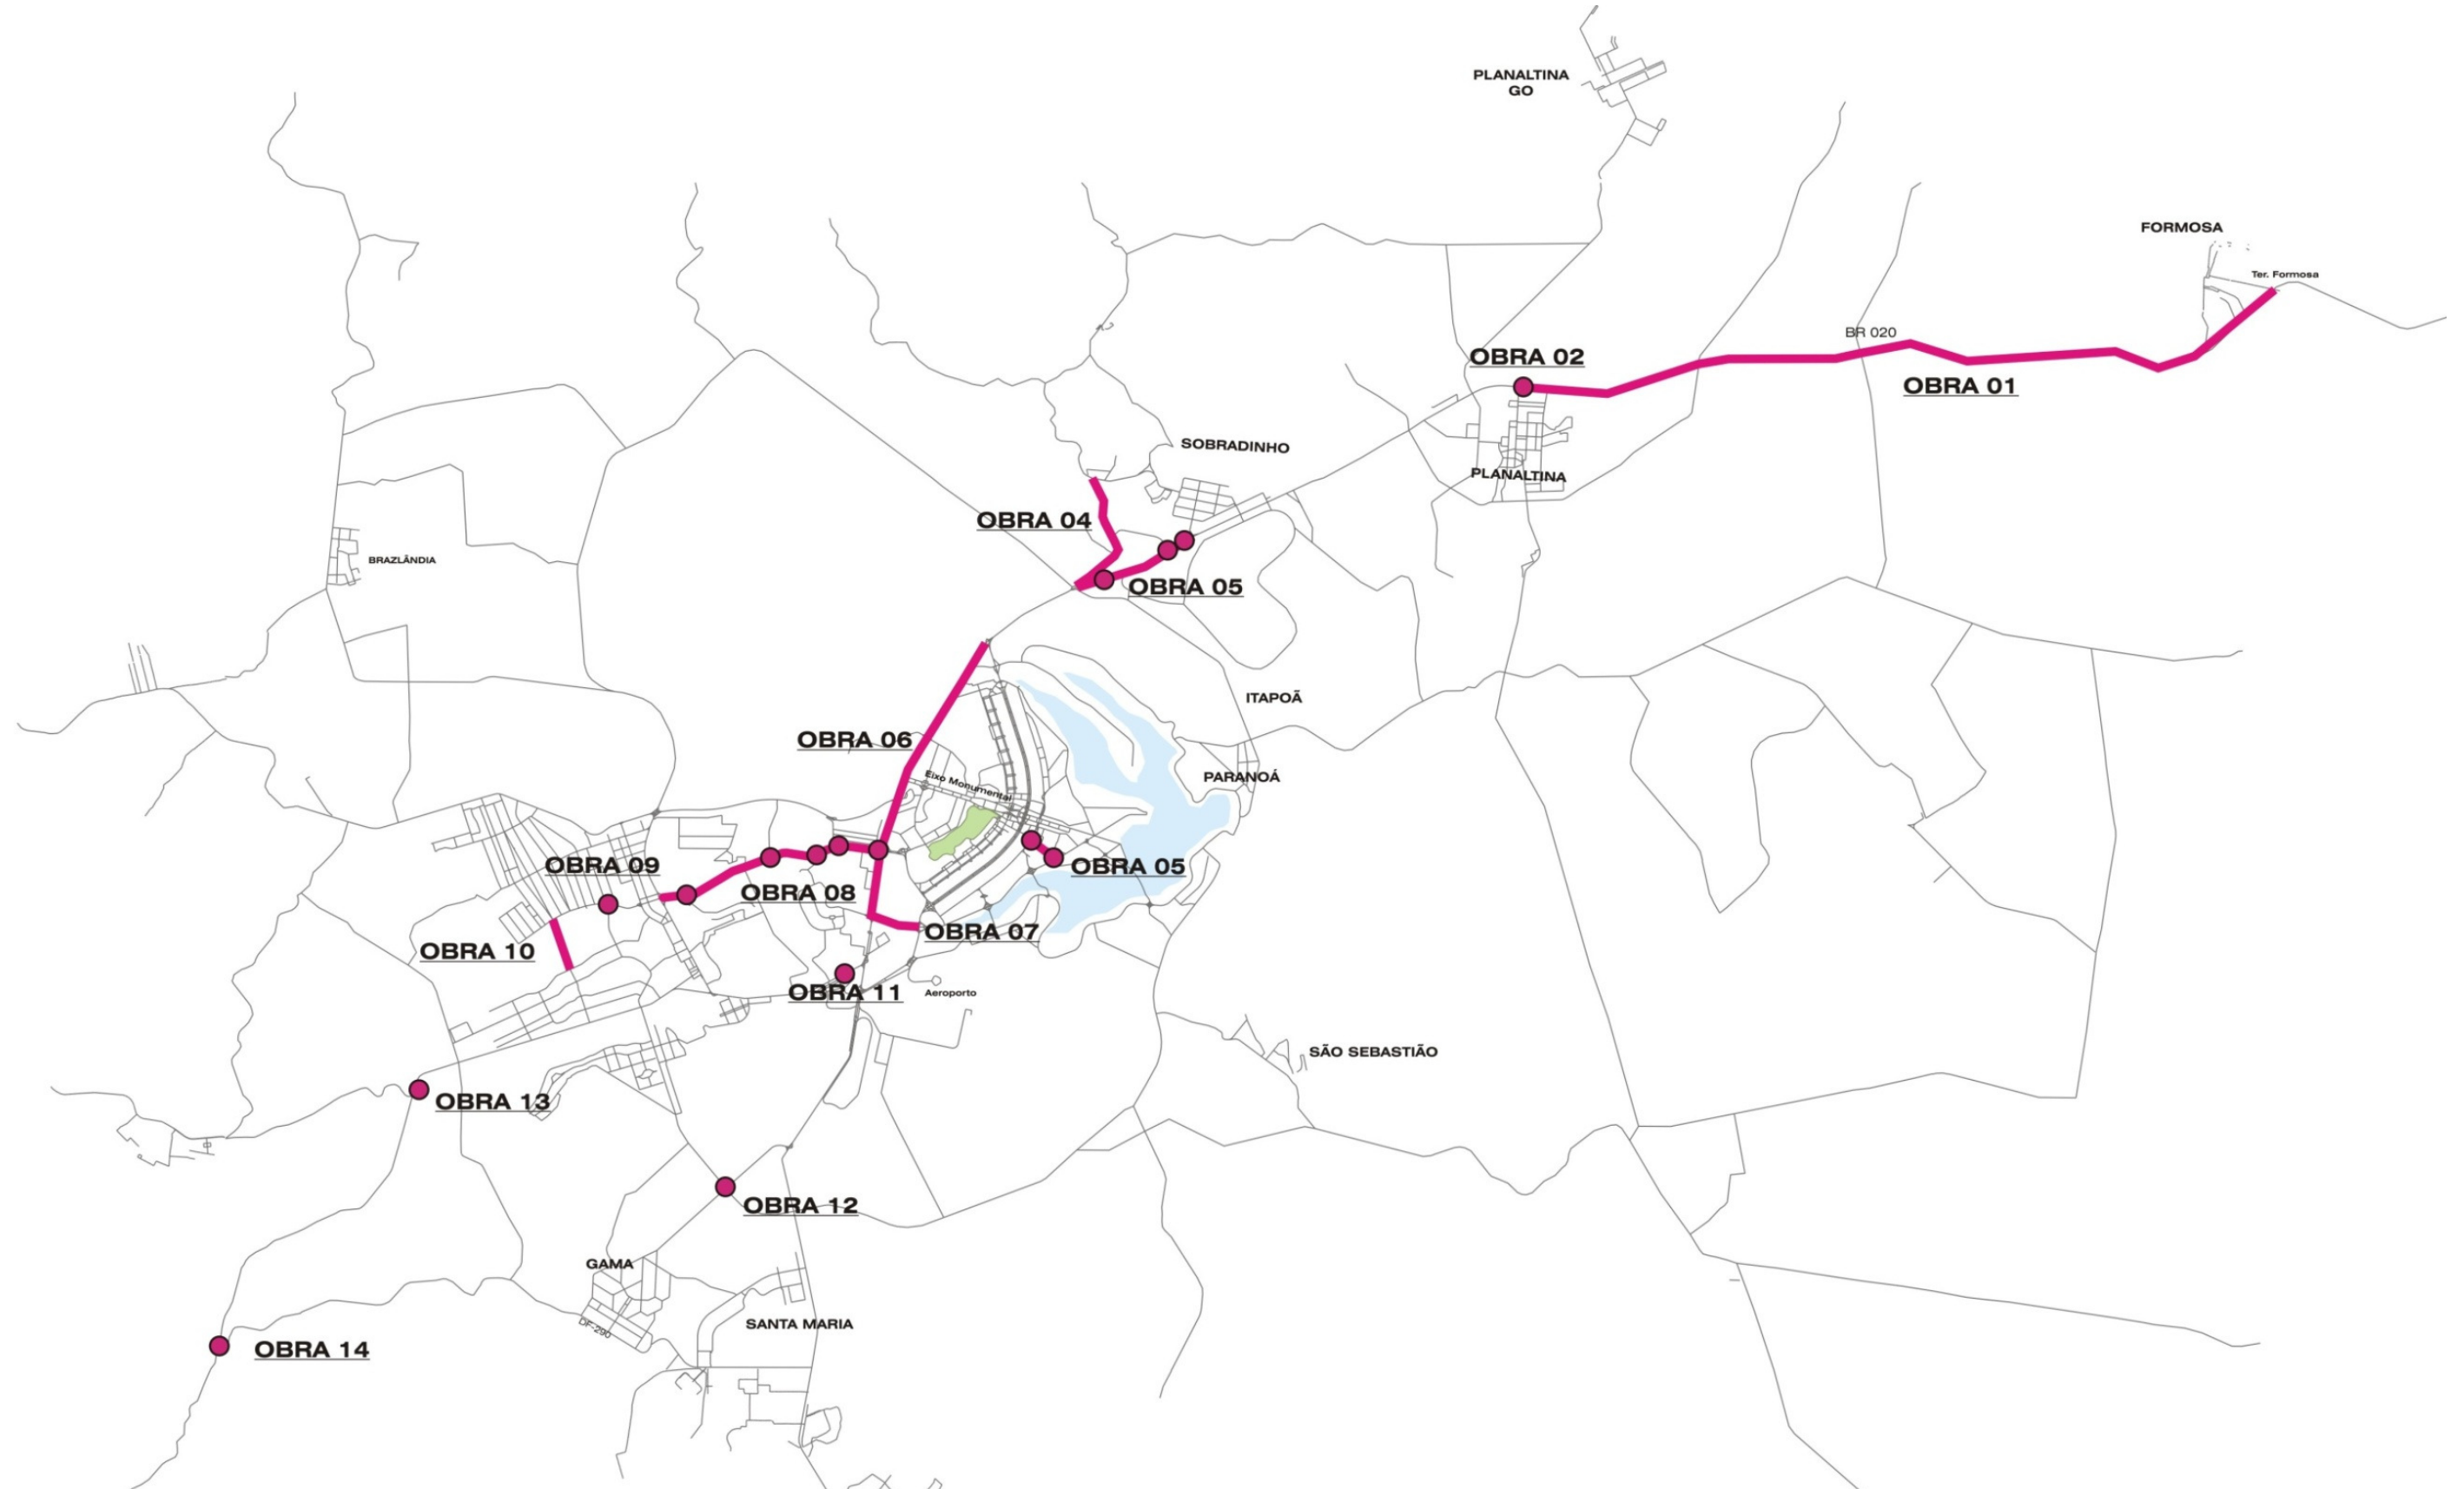 PLANALTINA
GO
FORMOSA
Ter. Formosa
BR 020
OBRA 02
OBRA 01
SOBRADINHO
PLANALTINA
OBRA 04
BRAZLÂNDIA
OBRA 05
ITAPOÃ
OBRA 06
Eixo Monumental
PARANOÁ
OBRA 09
OBRA 05
OBRA 08
OBRA 07
OBRA 10
OBRA 11
Aeroporto
SÃO SEBASTIÃO
OBRA 13
OBRA 12
GAMA
DF-290
SANTA MARIA
OBRA 14